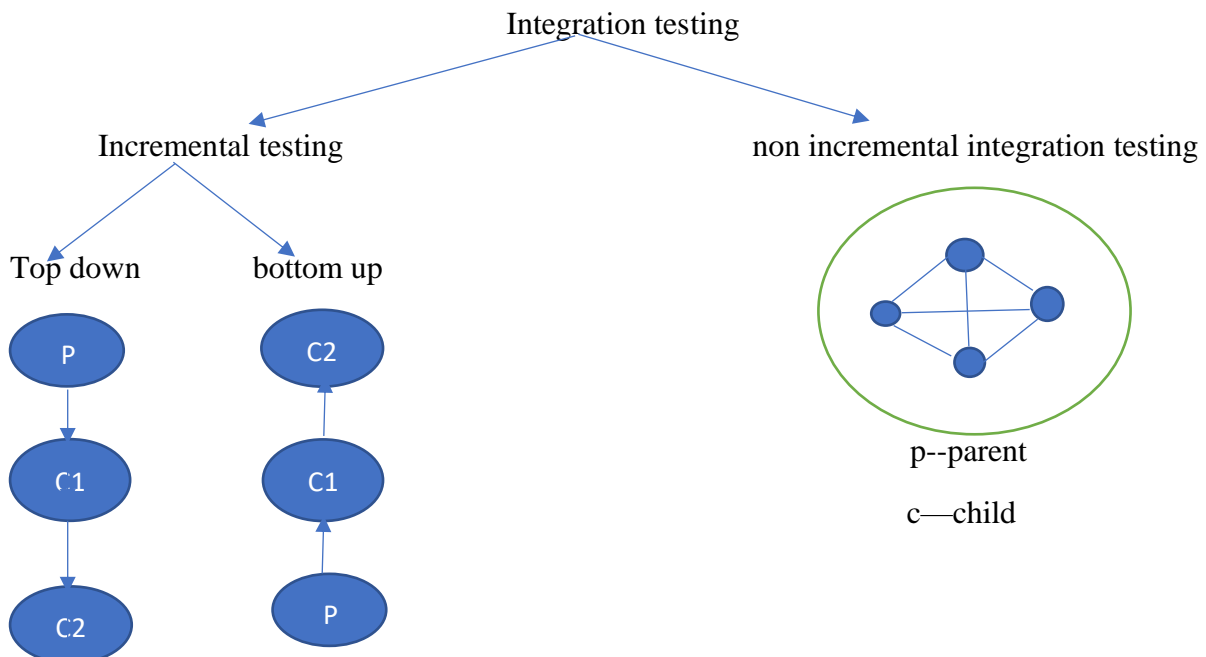 Integration testing
Incremental testing
non incremental integration testing
Top down
bottom up
P
C2
C1
C1
p--parent
c—child
C2
P